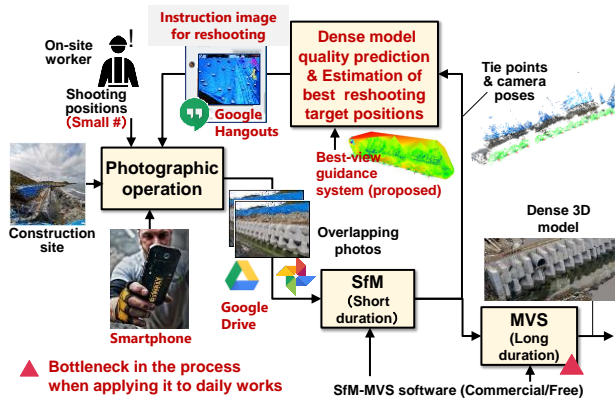 Instruction image
for reshooting
On-site
worker
!
Shooting
positions
(Small #)
Google
Hangouts
Dense model
quality prediction
& Estimation of
best reshooting
target positions
Tie points
& camera
poses
Best-view
guidance
system (proposed)
Photographic
operation
Construction
site
Overlapping
photos
Dense 3D
model
Google
Drive
Smartphone
SfM
(Short
duration)
MVS
(Long
duration)
SfM-MVS software (Commercial/Free)
Bottleneck in the process
when applying it to daily works